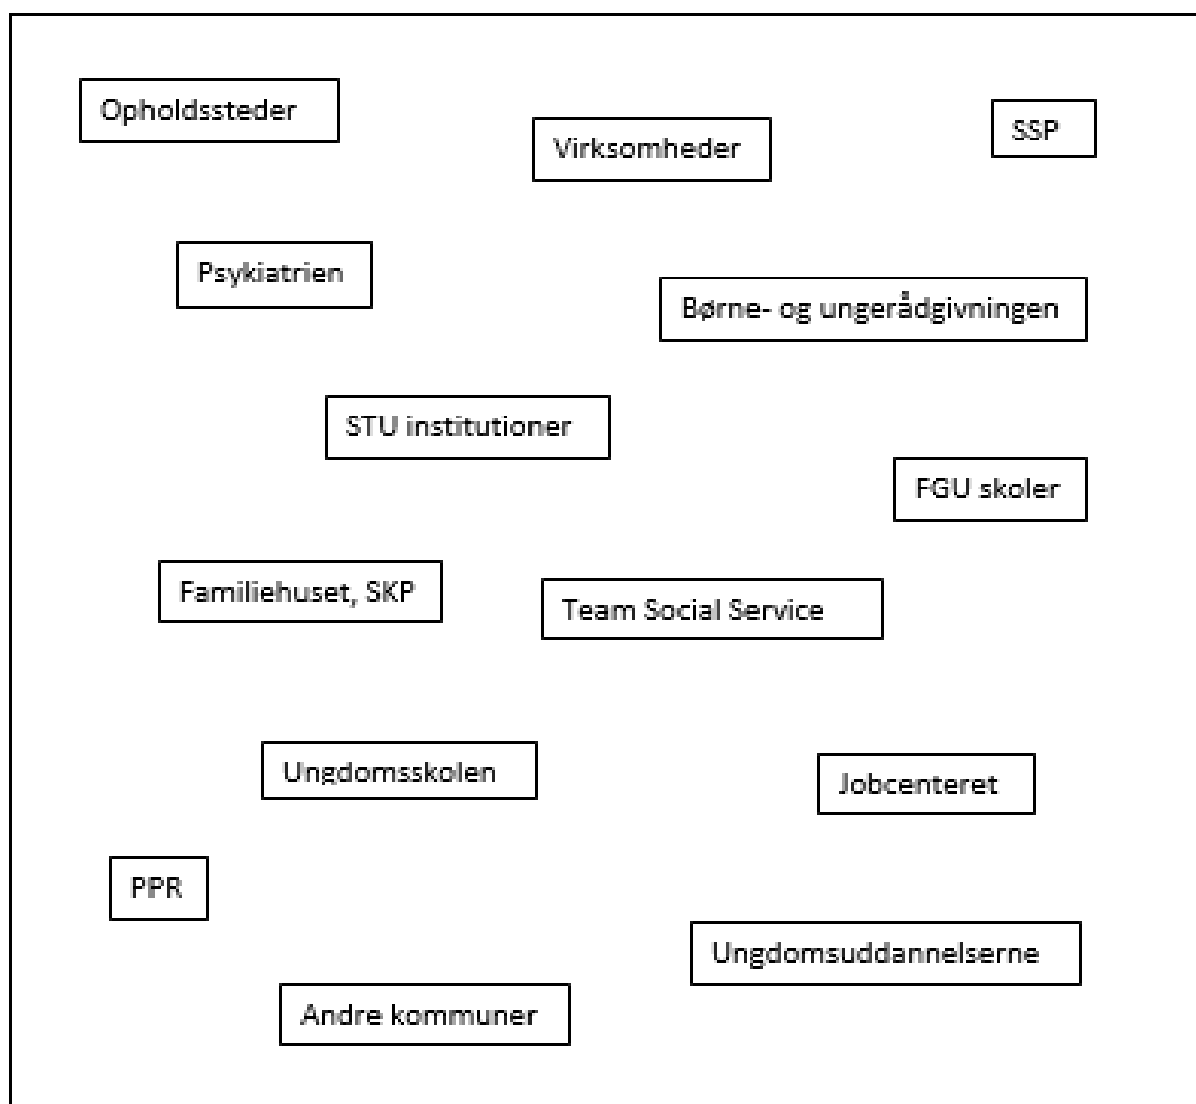 Opholdssteder
Virksomheder
SSP
Psykiatrien
Børne- og ungerådgivningen
STU institutioner
FGU skoler
Familiehuset, SKP
Team Social Service
Ungdomsskolen
Jobcenteret
PPR
Ungdomsuddannelserne
Andre kommuner